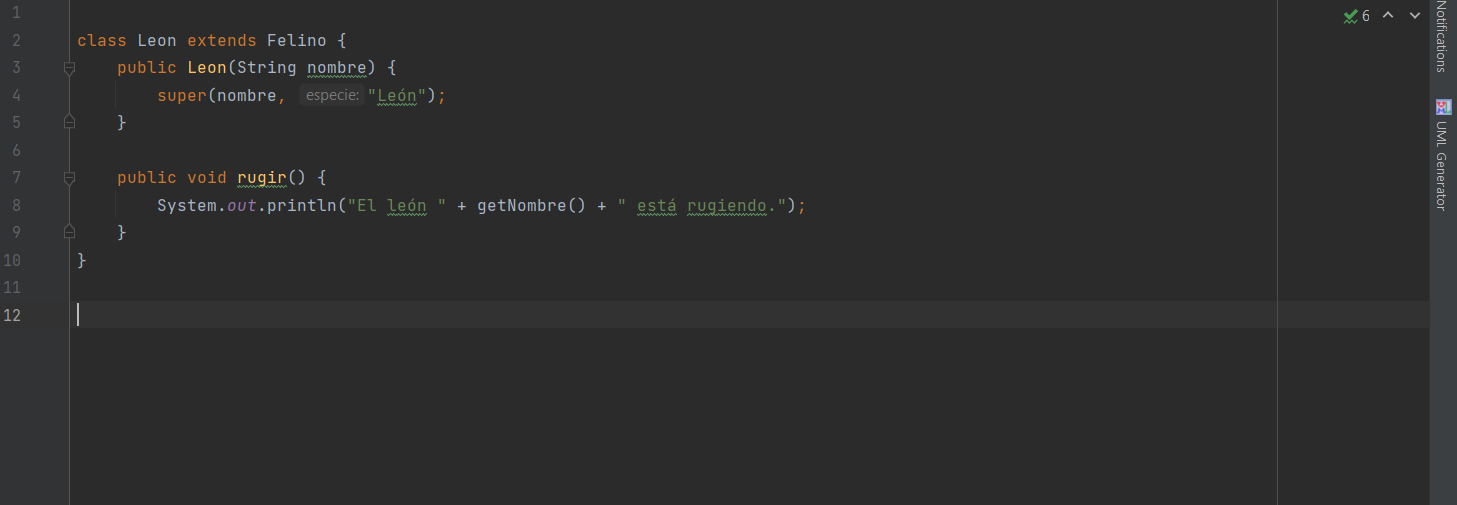 1
2 class Leon extends Felino {
3 public Leon(String nombre) {
4 super(nombre, especie: "León");
5 }
6
7 public void rugir() {
8 System.out.println("El león " + getNombre() + " está rugiendo.");
9 }
10 }
11
12
6
Notifications
UML Generator